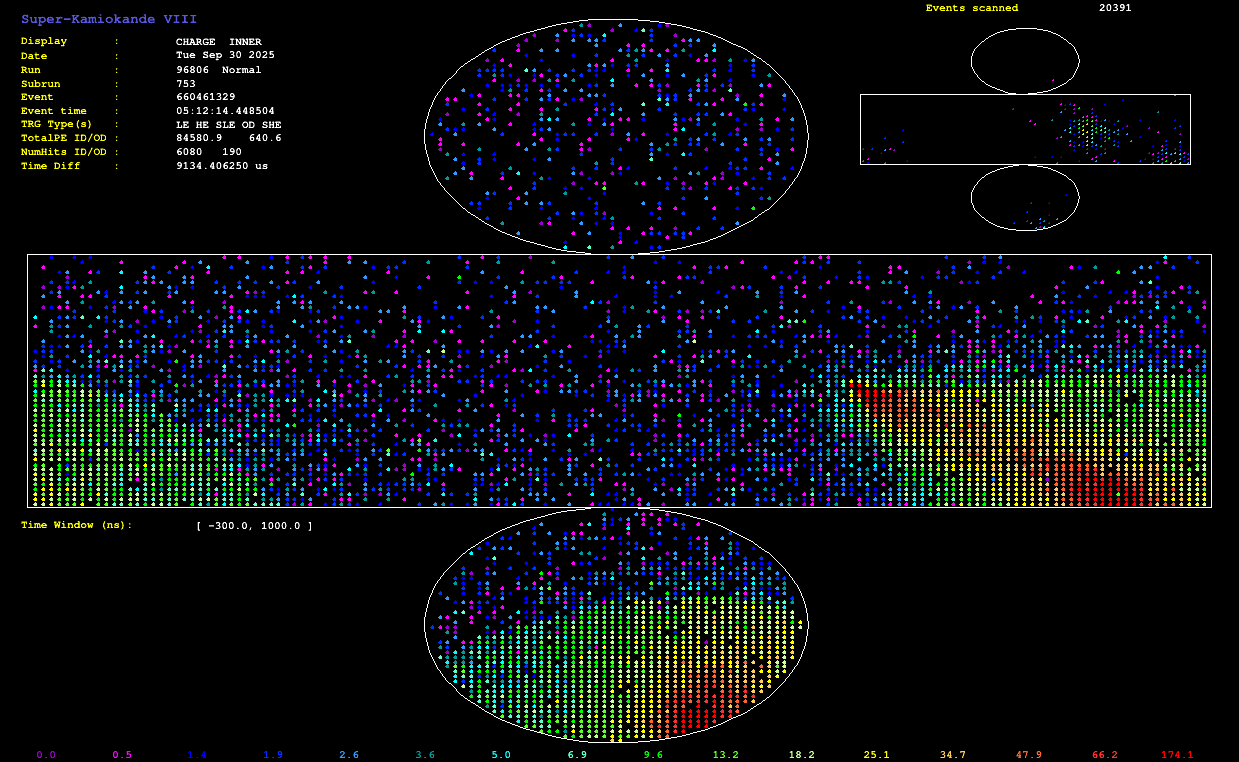 Super-Kamiokande VIII
Events scanned 20391
Display : CHARGE INNER
Date : Tue Sep 30 2025
Run : 96806 Normal
Subrun : 753
Event : 660461329
Event time : 05:12:14.448504
TRG Type(s) : LE HE SLE OD SHE
TotalPE ID/OD : 84580.9 640.6
NumHits ID/OD : 6080 190
Time Diff : 9134.406250 us
Time Window (ns): [ -300.0, 1000.0 ]
0.0 0.5 1.4 1.9 2.6 3.6 5.0 6.9 9.6 13.2 18.2 25.1 34.7 47.9 66.2 174.1